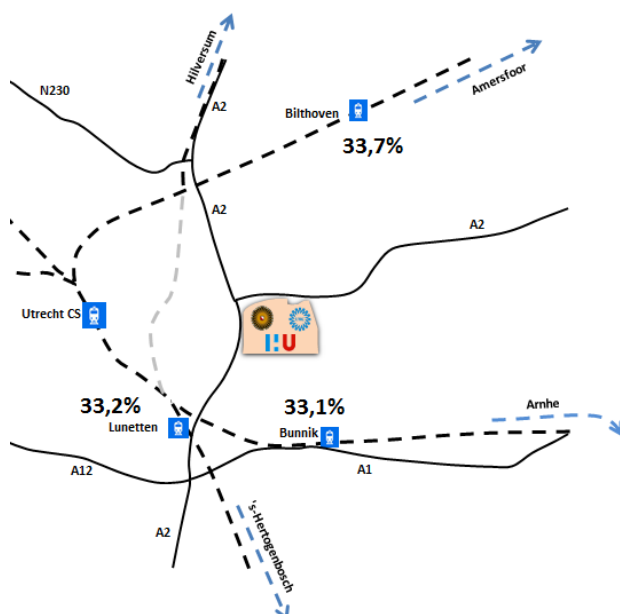 Hilversum
Amersfoor
N230
A2
Bilthoven
33,7%
A2
A2
Utrecht CS
HU
33,2%
33,1%
Arnhe
Lunetten
Bunnik
A12
A1
A2
's-Hertogenbosch